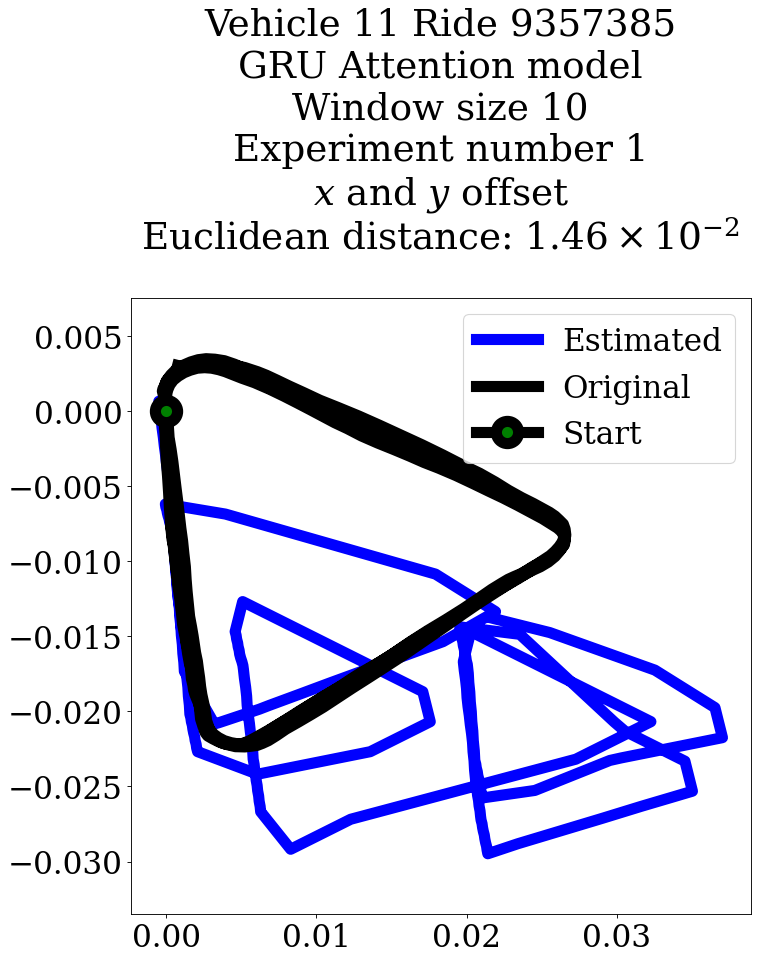 Vehicle 11 Ride 9357385
GRU Attention model
Window size 10
Experiment number 1
x and y offset
Euclidean distance: 1.46 × 10⁻²
Estimated
Original
Start
0.005
0.000
−0.005
−0.010
−0.015
−0.020
−0.025
−0.030
0.00 0.01 0.02 0.03